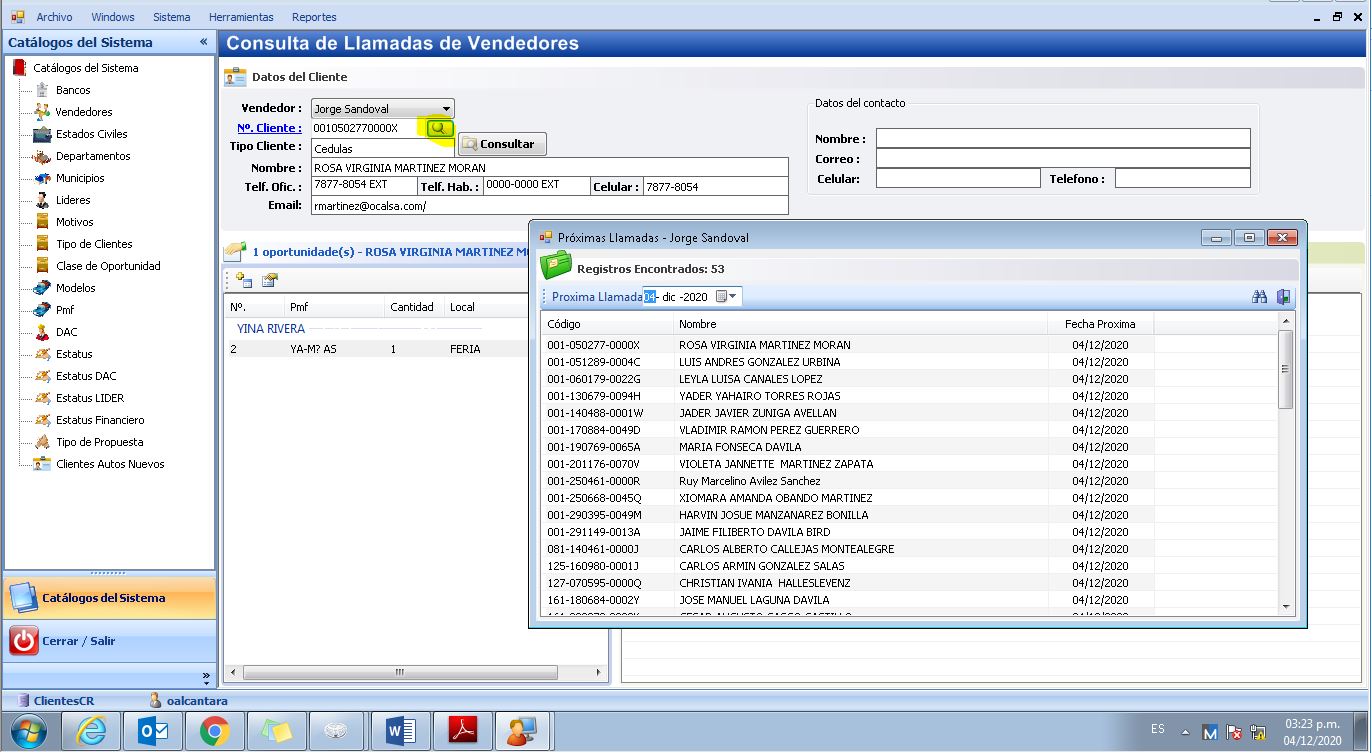 Archivo Windows Sistema Herramientas Reportes
Catálogos del Sistema «
Consulta de Llamadas de Vendedores
Catálogos del Sistema
Bancos
Vendedores
Estados Civiles
Departamentos
Municipios
Lideres
Motivos
Tipo de Clientes
Clase de Oportunidad
Modelos
Pmf
DAC
Estatus
Estatus DAC
Estatus LIDER
Estatus Financiero
Tipo de Propuesta
Clientes Autos Nuevos
Catálogos del Sistema
Cerrar / Salir
»
Datos del Cliente
Vendedor : Jorge Sandoval
Nº. Cliente : 0010502770000X
Tipo Cliente : Cedulas
Consultar
Nombre : ROSA VIRGINIA MARTINEZ MORAN
Telf. Ofic. : 7877-8054 EXT Telf. Hab. : 0000-0000 EXT Celular : 7877-8054
Email: rmartinez@ocalsa.com/
Datos del contacto
Nombre :
Correo :
Celular: Telefono :
1 oportunidade(s) - ROSA VIRGINIA MARTINEZ
Nº. Pmf Cantidad Local
YINA RIVERA
2 YA-M? AS 1 FERIA
Próximas Llamadas - Jorge Sandoval
Registros Encontrados: 53
Proxima Llamada 04- dic -2020
Código Nombre Fecha Proxima
001-050277-0000X ROSA VIRGINIA MARTINEZ MORAN 04/12/2020
001-051289-0004C LUIS ANDRES GONZALEZ URBINA 04/12/2020
001-060179-0022G LEYLA LUISA CANALES LOPEZ 04/12/2020
001-130679-0094H YADER YAHAIRO TORRES ROJAS 04/12/2020
001-140488-0001W JADER JAVIER ZUNIGA AVELLAN 04/12/2020
001-170884-0049D VLADIMIR RAMON PEREZ GUERRERO 04/12/2020
001-190769-0065A MARIA FONSECA DAVILA 04/12/2020
001-201176-0070V VIOLETA JANNETTE MARTINEZ ZAPATA 04/12/2020
001-250461-0000R Ruy Marcelino Avilez Sanchez 04/12/2020
001-250668-0045Q XIOMARA AMANDA OBANDO MARTINEZ 04/12/2020
001-290395-0049M HARVIN JOSUE MANZANAREZ BONILLA 04/12/2020
001-291149-0013A JAIME FILIBERTO DAVILA BIRD 04/12/2020
081-140461-0000J CARLOS ALBERTO CALLEJAS MONTEALEGRE 04/12/2020
125-160980-0001J CARLOS ARMIN GONZALEZ SALAS 04/12/2020
127-070595-0000Q CHRISTIAN IVANIA HALLESLEVENZ 04/12/2020
161-180684-0002Y JOSE MANUEL LAGUNA DAVILA 04/12/2020
ClientesCR oalcantara
ES
03:23 p.m.
04/12/2020